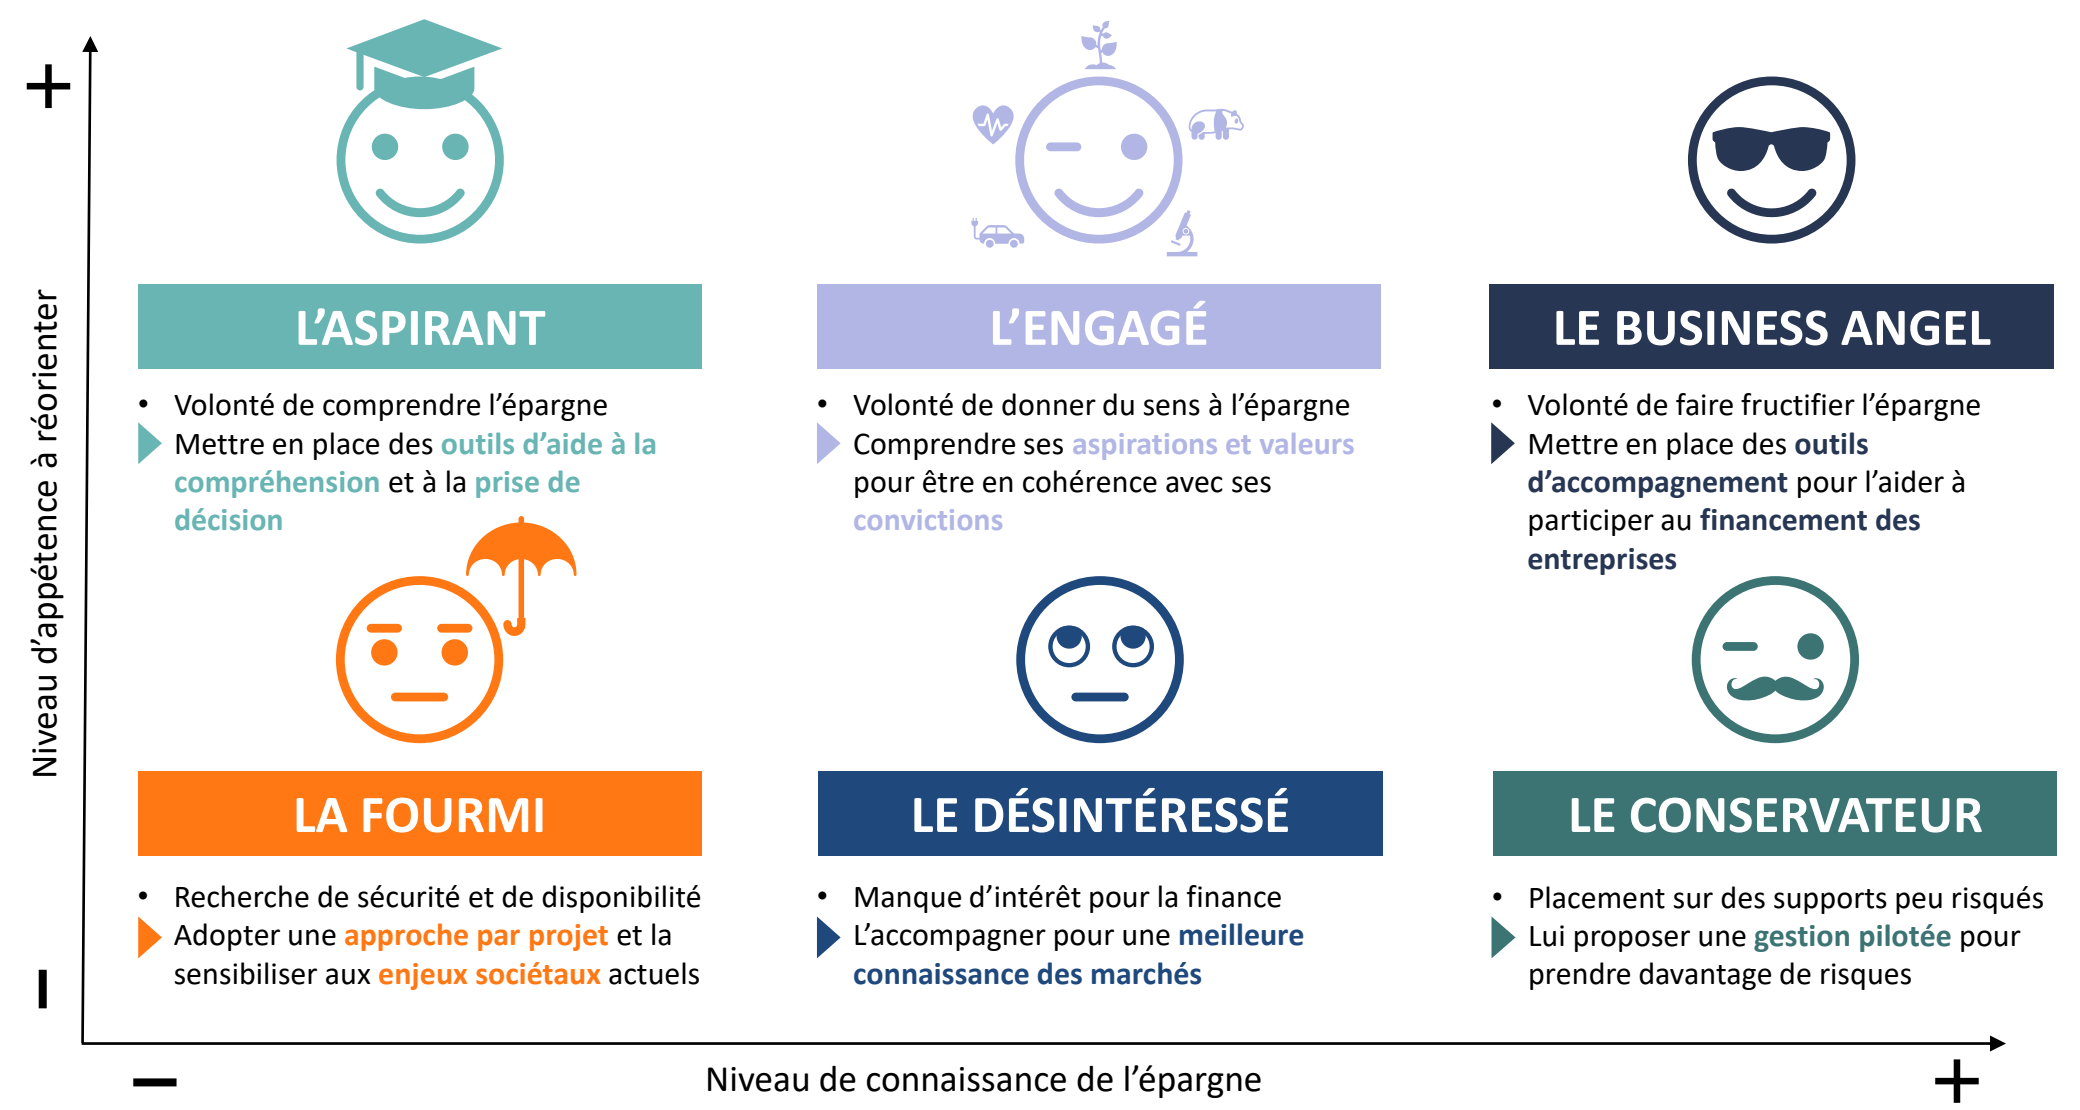 +
Niveau d’appétence à réorienter
L’ASPIRANT
• Volonté de comprendre l’épargne
Mettre en place des outils d’aide à la
compréhension et à la prise de
décision
L’ENGAGÉ
• Volonté de donner du sens à l’épargne
Comprendre ses aspirations et valeurs
pour être en cohérence avec ses
convictions
LE BUSINESS ANGEL
• Volonté de faire fructifier l’épargne
Mettre en place des outils
d’accompagnement pour l’aider à
participer au financement des
entreprises
LA FOURMI
• Recherche de sécurité et de disponibilité
Adopter une approche par projet et la
sensibiliser aux enjeux sociétaux actuels
LE DÉSINTÉRESSÉ
• Manque d’intérêt pour la finance
L’accompagner pour une meilleure
connaissance des marchés
LE CONSERVATEUR
• Placement sur des supports peu risqués
Lui proposer une gestion pilotée pour
prendre davantage de risques
–
–
Niveau de connaissance de l’épargne
+